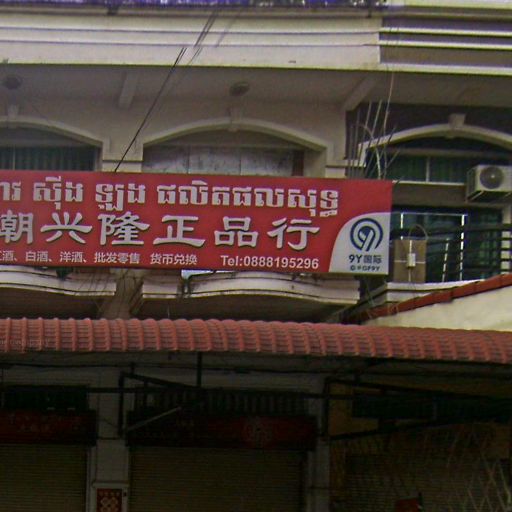 ស៊ីង ឡុង ផលិតផលសុទ្ធ
潮兴隆正品行
酒、白酒、洋酒、批发零售 货币兑换
Tel:0888195296
9Y国际